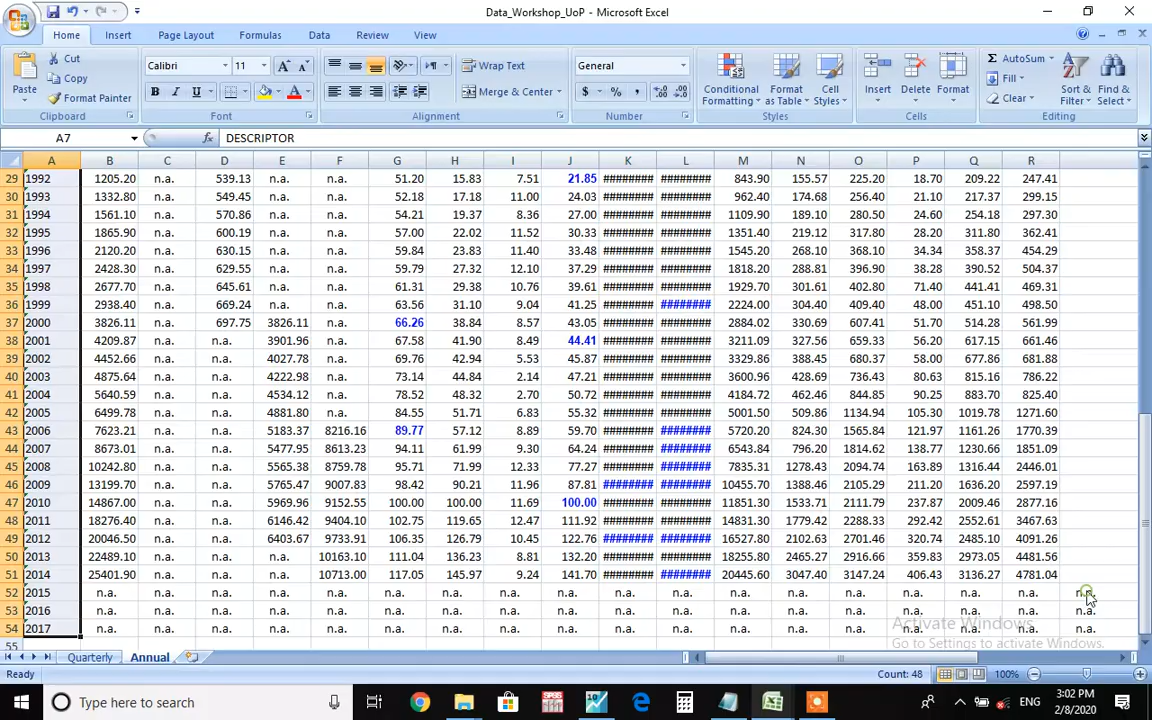 Data_Workshop_UoP - Microsoft Excel
Home Insert Page Layout Formulas Data Review View
Paste Cut Copy Format Painter Clipboard
Calibri 11 Font
Wrap Text Merge & Center Alignment
General Number
Conditional Formatting Format as Table Cell Styles Styles
Insert Delete Format Cells
AutoSum Fill Clear Sort & Filter Find & Select Editing
A7 fx DESCRIPTOR
A B C D E F G H I J K L M N O P Q R
29 1992 1205.20 n.a. 539.13 n.a. n.a. 51.20 15.83 7.51 21.85 ######## ######## 843.90 155.57 225.20 18.70 209.22 247.41
30 1993 1332.80 n.a. 549.45 n.a. n.a. 52.18 17.18 11.00 24.03 ######## ######## 962.40 174.68 256.40 21.10 217.37 299.15
31 1994 1561.10 n.a. 570.86 n.a. n.a. 54.21 19.37 8.36 27.00 ######## ######## 1109.90 189.10 280.50 24.60 254.18 297.30
32 1995 1865.90 n.a. 600.19 n.a. n.a. 57.00 22.02 11.52 30.33 ######## ######## 1351.40 219.12 317.80 28.20 311.80 362.41
33 1996 2120.20 n.a. 630.15 n.a. n.a. 59.84 23.83 11.40 33.48 ######## ######## 1545.20 268.10 368.10 34.34 358.37 454.29
34 1997 2428.30 n.a. 629.55 n.a. n.a. 59.79 27.32 12.10 37.29 ######## ######## 1818.20 288.81 396.90 38.28 390.52 504.37
35 1998 2677.70 n.a. 645.61 n.a. n.a. 61.31 29.38 10.76 39.61 ######## ######## 1929.70 301.61 402.80 71.40 441.41 469.31
36 1999 2938.40 n.a. 669.24 n.a. n.a. 63.56 31.10 9.04 41.25 ######## ######## 2224.00 304.40 409.40 48.00 451.10 498.50
37 2000 3826.11 n.a. 697.75 3826.11 n.a. 66.26 38.84 8.57 43.05 ######## ######## 2884.02 330.69 607.41 51.70 514.28 561.99
38 2001 4209.87 n.a. n.a. 3901.96 n.a. 67.58 41.90 8.49 44.41 ######## ######## 3211.09 327.56 659.33 56.20 617.15 661.46
39 2002 4452.66 n.a. n.a. 4027.78 n.a. 69.76 42.94 5.53 45.87 ######## ######## 3329.86 388.45 680.37 58.00 677.86 681.88
40 2003 4875.64 n.a. n.a. 4222.98 n.a. 73.14 44.84 2.14 47.21 ######## ######## 3600.96 428.69 736.43 80.63 815.16 786.22
41 2004 5640.59 n.a. n.a. 4534.12 n.a. 78.52 48.32 2.70 50.72 ######## ######## 4184.72 462.46 844.85 90.25 883.70 825.40
42 2005 6499.78 n.a. n.a. 4881.80 n.a. 84.55 51.71 6.83 55.32 ######## ######## 5001.50 509.86 1134.94 105.30 1019.78 1271.60
43 2006 7623.21 n.a. n.a. 5183.37 8216.16 89.77 57.12 8.89 59.70 ######## ######## 5720.20 824.30 1565.84 121.97 1161.26 1770.39
44 2007 8673.01 n.a. n.a. 5477.95 8613.23 94.11 61.99 9.30 64.24 ######## ######## 6543.84 796.20 1814.62 138.77 1230.66 1851.09
45 2008 10242.80 n.a. n.a. 5565.38 8759.78 95.71 71.99 12.33 77.27 ######## ######## 7835.31 1278.43 2094.74 163.89 1316.44 2446.01
46 2009 13199.70 n.a. n.a. 5765.47 9007.83 98.42 90.21 11.96 87.81 ######## ######## 10455.70 1388.46 2105.29 211.20 1636.20 2597.19
47 2010 14867.00 n.a. n.a. 5969.96 9152.55 100.00 100.00 11.69 100.00 ######## ######## 11851.30 1533.71 2111.79 237.87 2009.46 2877.16
48 2011 18276.40 n.a. n.a. 6146.42 9404.10 102.75 119.65 12.47 111.92 ######## ######## 14831.30 1779.42 2288.33 292.42 2552.61 3467.63
49 2012 20046.50 n.a. n.a. 6403.67 9733.91 106.35 126.79 10.45 122.76 ######## ######## 16527.80 2102.63 2701.46 320.74 2485.10 4091.26
50 2013 22489.10 n.a. n.a. n.a. 10163.10 111.04 136.23 8.81 132.20 ######## ######## 18255.80 2465.27 2916.66 359.83 2973.05 4481.56
51 2014 25401.90 n.a. n.a. n.a. 10713.00 117.05 145.97 9.24 141.70 ######## ######## 20445.60 3047.40 3147.24 406.43 3136.27 4781.04
52 2015 n.a. n.a. n.a. n.a. n.a. n.a. n.a. n.a. n.a. n.a. n.a. n.a. n.a. n.a. n.a. n.a. n.a. n.a.
53 2016 n.a. n.a. n.a. n.a. n.a. n.a. n.a. n.a. n.a. n.a. n.a. n.a. n.a. n.a. n.a. n.a. n.a. n.a.
54 2017 n.a. n.a. n.a. n.a. n.a. n.a. n.a. n.a. n.a. n.a. n.a. n.a. n.a. n.a. n.a. n.a. n.a. n.a.
55
Activate Windows
Go to Settings to activate Windows.
Quarterly Annual
Ready Count: 48 100%
Type here to search ENG 3:02 PM
2/8/2020